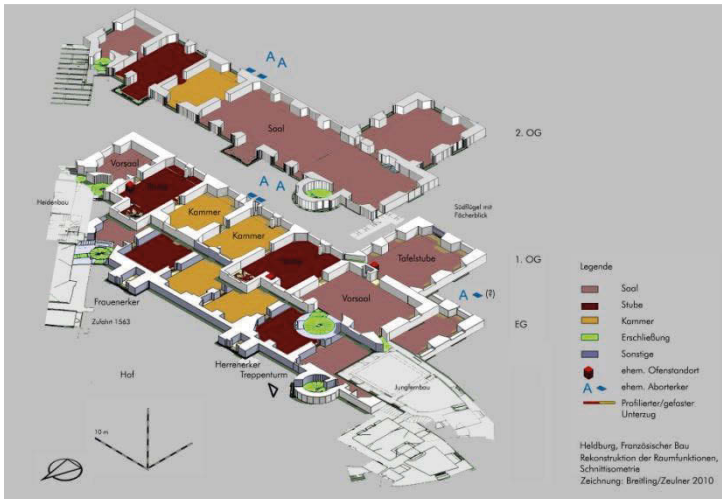 A A
Saal
2. OG
Vorsaal
A A
Kammer
Kammer
Südflügel mit
Fächerblick
Heidenbau
Tafelstube
1. OG
Vorsaal
A (?)
Frauenerker
EG
Zufahrt 1563
Herrenerker
Treppenturm
Hof
Jungfernbau
10 m
Legende
Saal
Stube
Kammer
Erschließung
Sonstige
ehem. Ofenstandort
A ehem. Aborterker
Profilierter/gefaster
Unterzug
Heldburg, Französischer Bau
Rekonstruktion der Raumfunktionen,
Schnittisometrie
Zeichnung: Breitling/Zeulner 2010